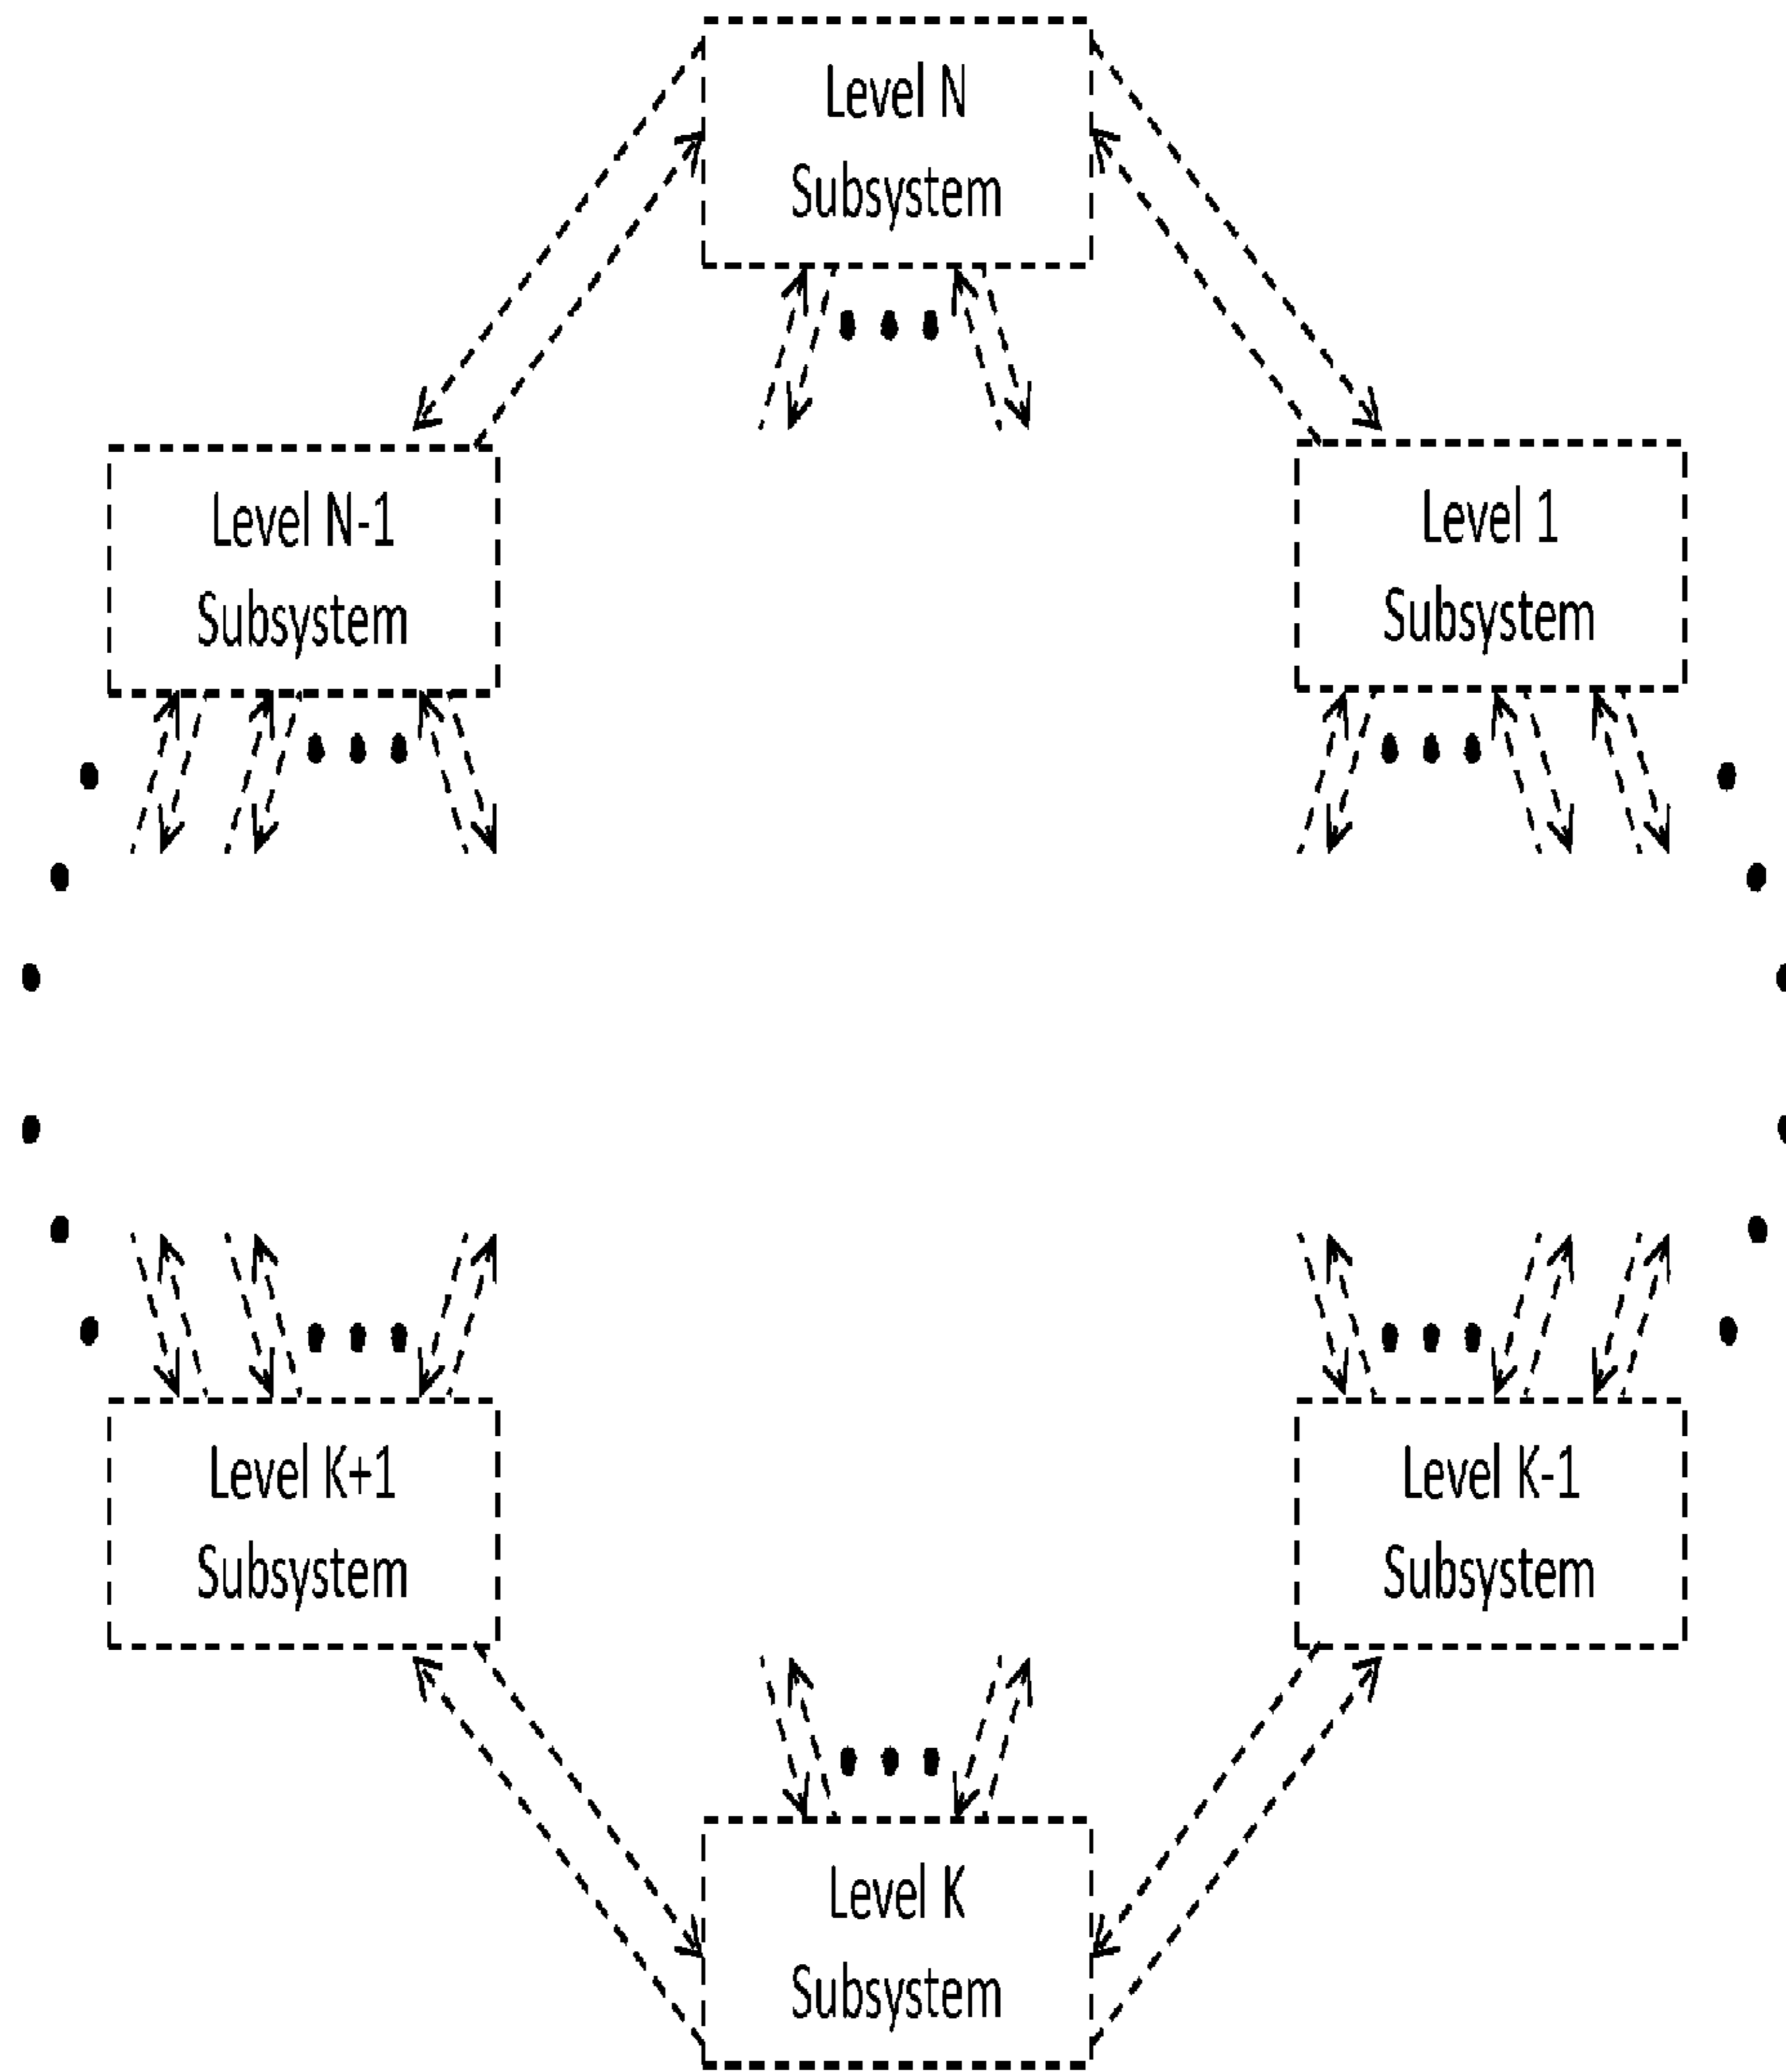 Level N
Subsystem
Level N-1
Subsystem
Level 1
Subsystem
Level K+1
Subsystem
Level K-1
Subsystem
Level K
Subsystem